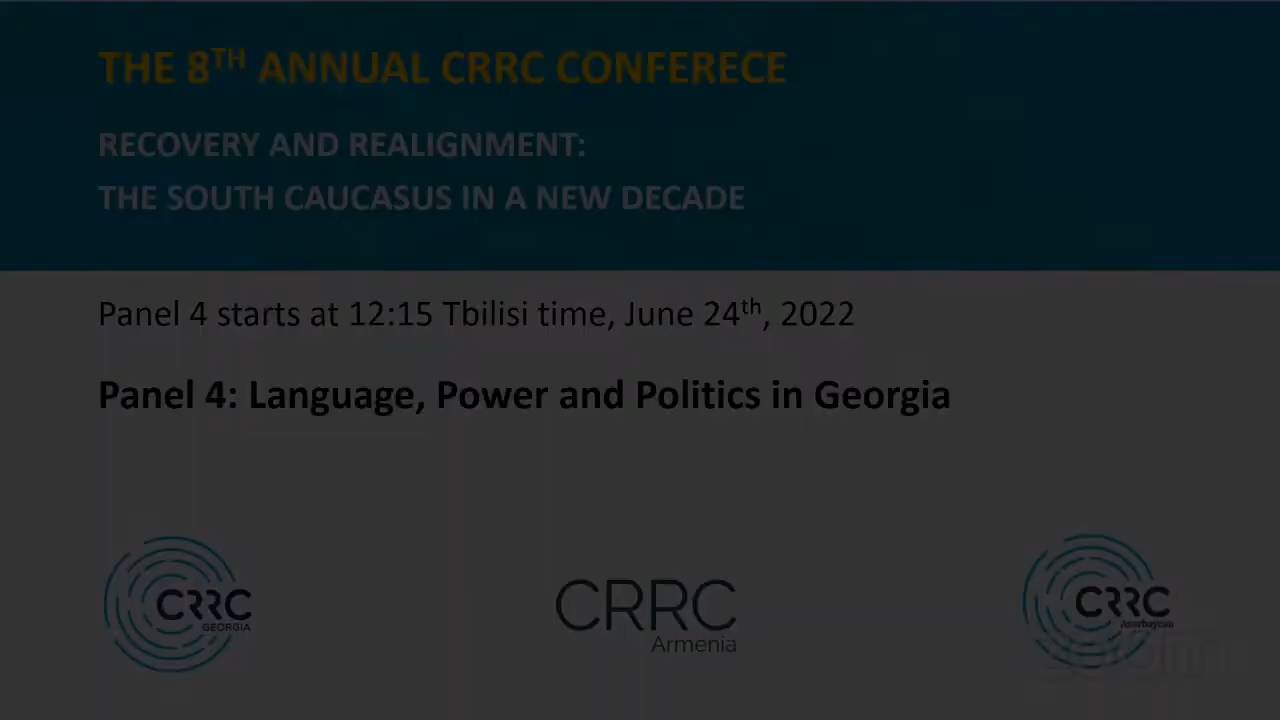 THE 8TH ANNUAL CRRC CONFERECE
RECOVERY AND REALIGNMENT:
THE SOUTH CAUCASUS IN A NEW DECADE
Panel 4 starts at 12:15 Tbilisi time, June 24th, 2022
Panel 4: Language, Power and Politics in Georgia
CRRC
GEORGIA
CRRC
Armenia
CRRC
Azerbaycan